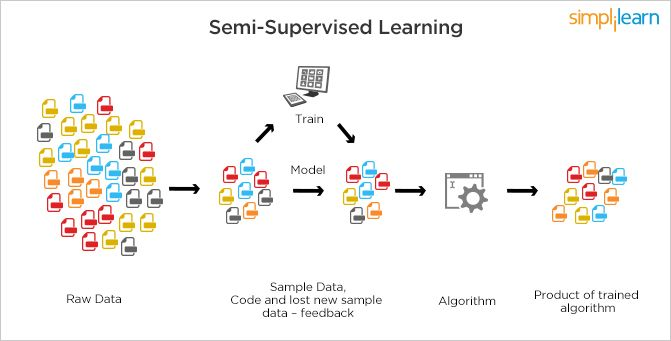 Semi-Supervised Learning
simplilearn
Train
Model
Raw Data
Sample Data,
Code and lost new sample
data – feedback
Algorithm
Product of trained
algorithm